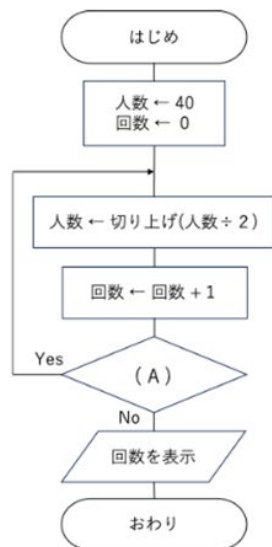 はじめ
人数 ← 40
回数 ← 0
人数 ← 切り上げ(人数÷２)
回数 ← 回数 + 1
Yes
（A）
No
回数を表示
おわり